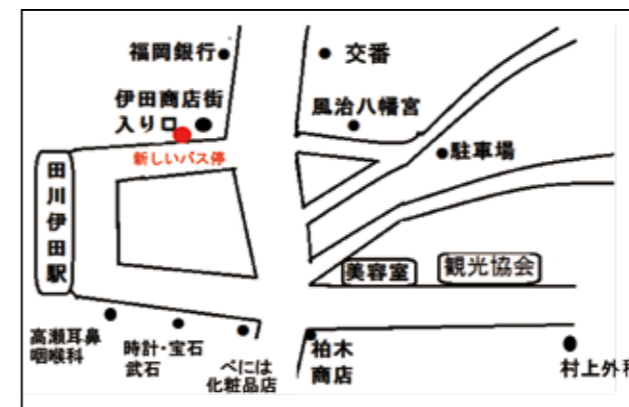 福岡銀行
交番
伊田商店街
入り口
風治八幡宮
新しいバス停
駐車場
田川伊田駅
美容室
観光協会
高瀬耳鼻
咽喉科
時計・宝石
武石
べには
化粧品店
柏木
商店
村上外科